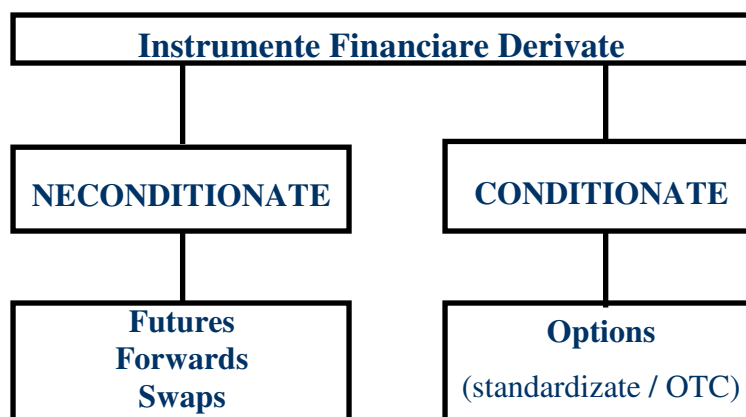 Instrumente Financiare Derivate
NECONDITIONATE
CONDITIONATE
Futures
Forwards
Swaps
Options
(standardizate / OTC)